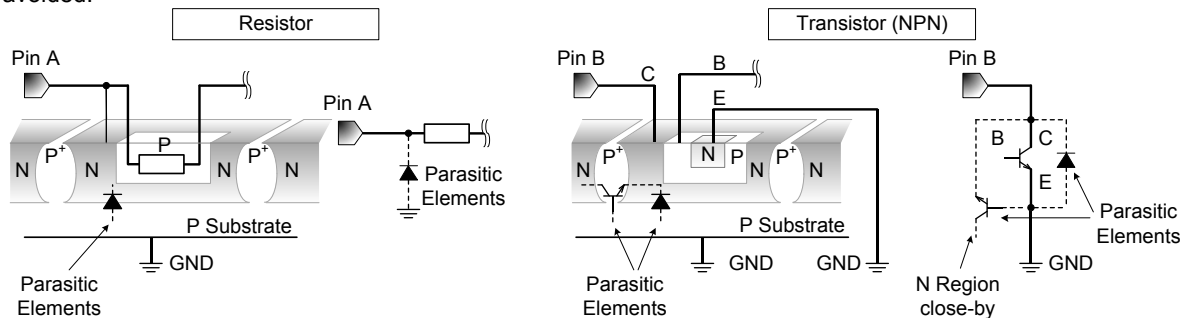 avoided.
Resistor
Transistor (NPN)
Pin A
Pin A
N P+ N P P+ N N
Parasitic
Elements
P Substrate
GND
Parasitic
Elements
Pin B
C
B
E
N P+ N N P P+ N N
P Substrate
GND
GND
Parasitic
Elements
Pin B
B C
E
Parasitic
Elements
GND
N Region
close-by